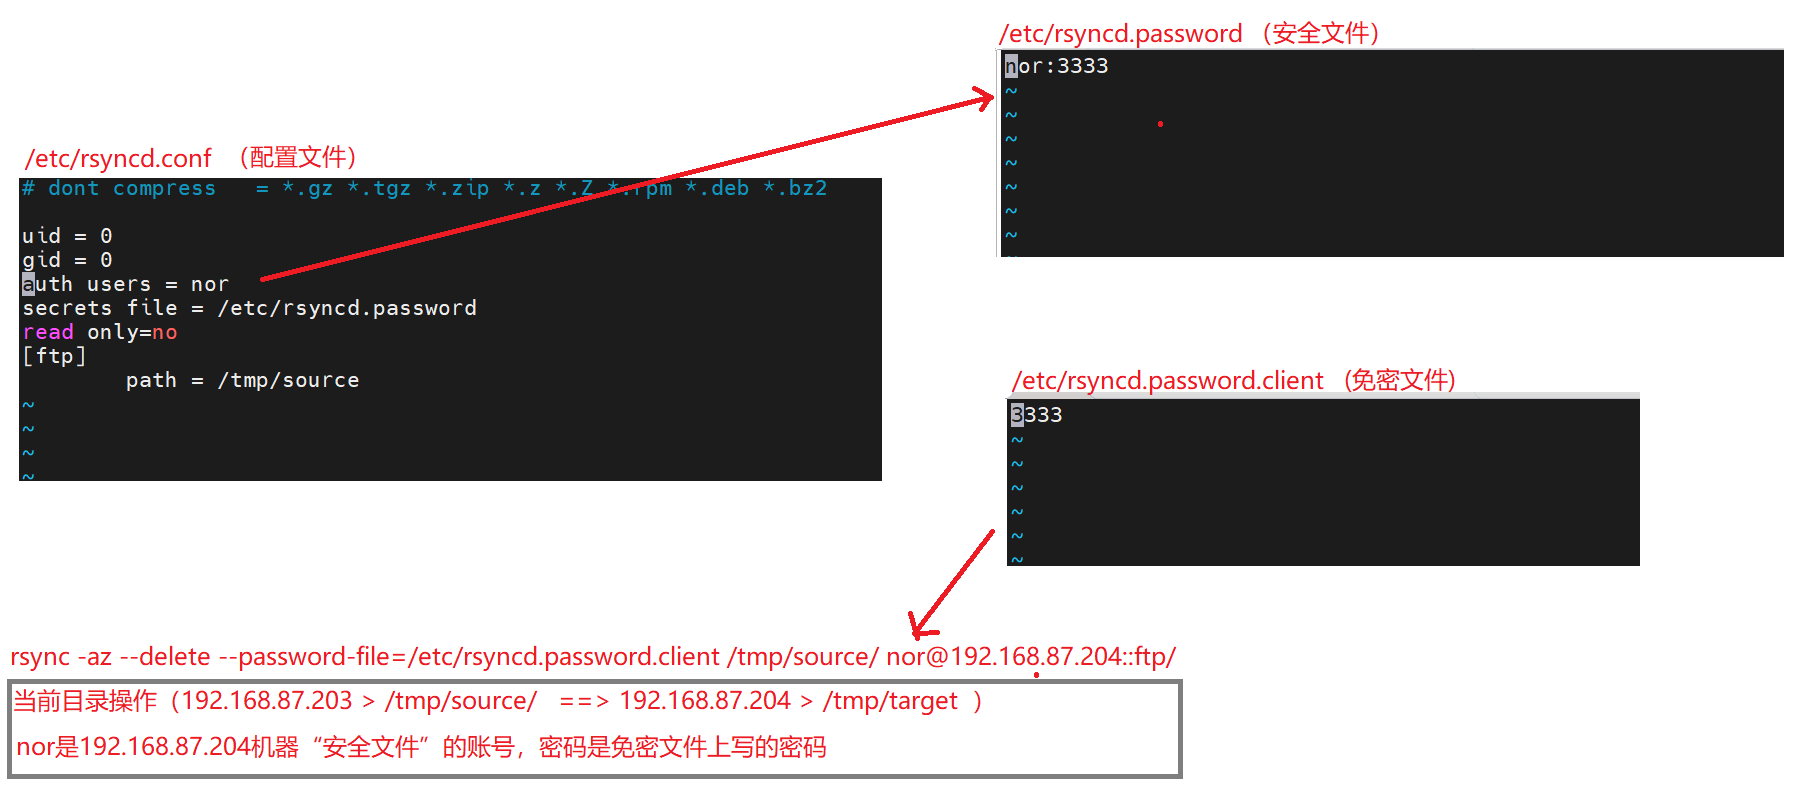 /etc/rsyncd.password （安全文件）
nor:3333
~
~
~
~
~
~
~
/etc/rsyncd.conf （配置文件）
# dont compress   = *.gz *.tgz *.zip *.z *.Z *.rpm *.deb *.bz2
uid = 0
gid = 0
auth users = nor
secrets file = /etc/rsyncd.password
read only=no
[ftp]
        path = /tmp/source
~
~
~
~
/etc/rsyncd.password.client （免密文件)
3333
~
~
~
~
~
~
rsync -az --delete --password-file=/etc/rsyncd.password.client /tmp/source/ nor@192.168.87.204::ftp/
当前目录操作（192.168.87.203 > /tmp/source/ ==> 192.168.87.204 > /tmp/target ）
nor是192.168.87.204机器“安全文件”的账号，密码是免密文件上写的密码